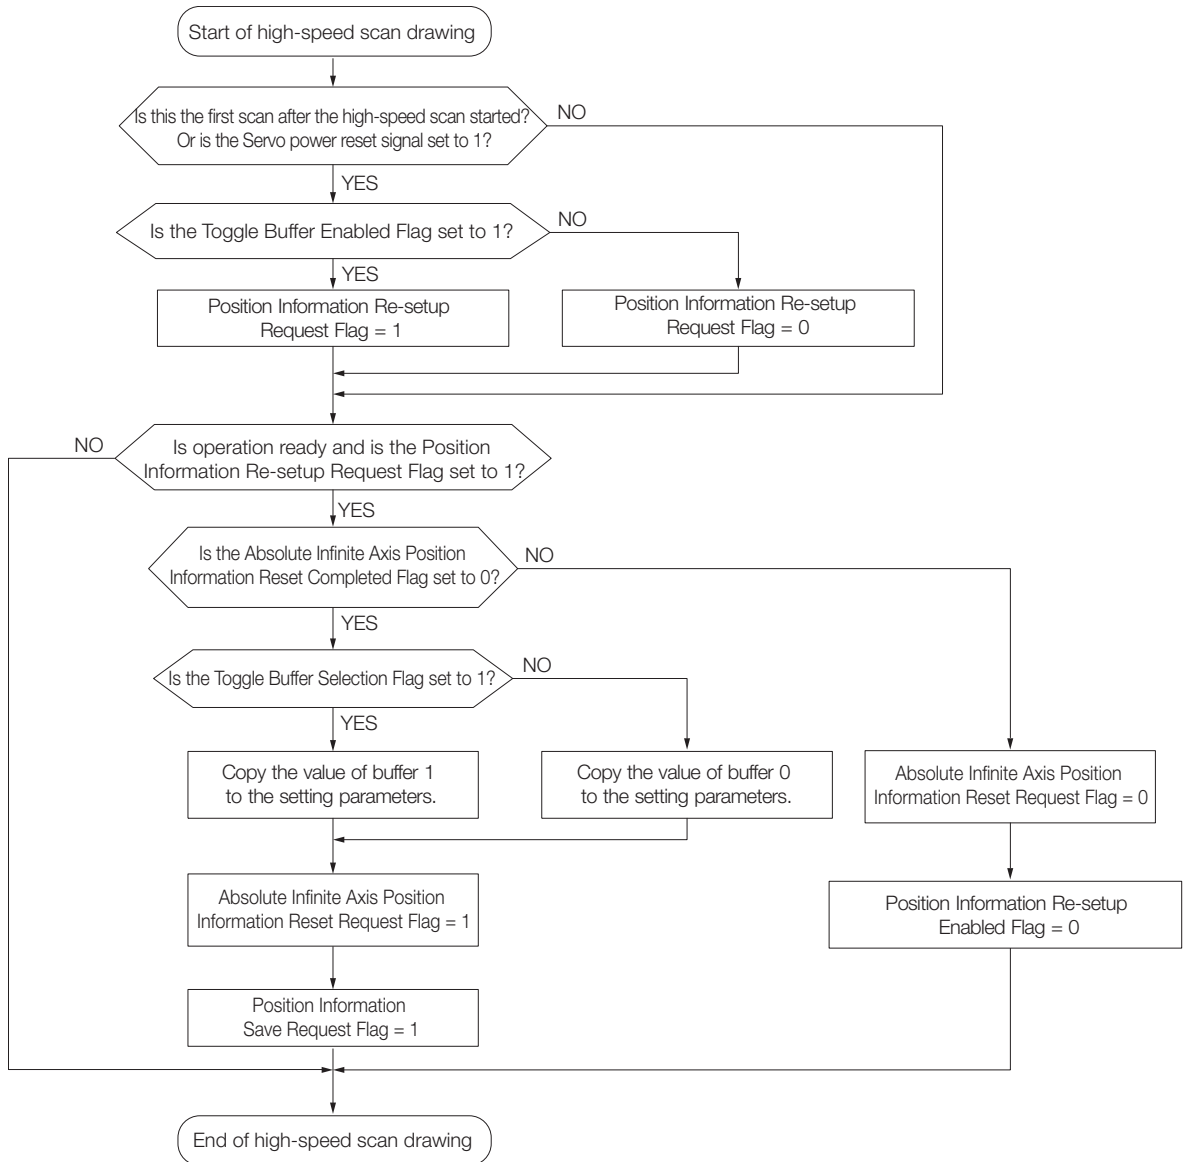 Start of high-speed scan drawing
Is this the first scan after the high-speed scan started?
Or is the Servo power reset signal set to 1?
NO
YES
Is the Toggle Buffer Enabled Flag set to 1?
NO
YES
Position Information Re-setup
Request Flag = 1
Position Information Re-setup
Request Flag = 0
NO
Is operation ready and is the Position
Information Re-setup Request Flag set to 1?
YES
Is the Absolute Infinite Axis Position
Information Reset Completed Flag set to 0?
NO
YES
Is the Toggle Buffer Selection Flag set to 1?
NO
YES
Copy the value of buffer 1
to the setting parameters.
Copy the value of buffer 0
to the setting parameters.
Absolute Infinite Axis Position
Information Reset Request Flag = 0
Absolute Infinite Axis Position
Information Reset Request Flag = 1
Position Information Re-setup
Enabled Flag = 0
Position Information
Save Request Flag = 1
End of high-speed scan drawing